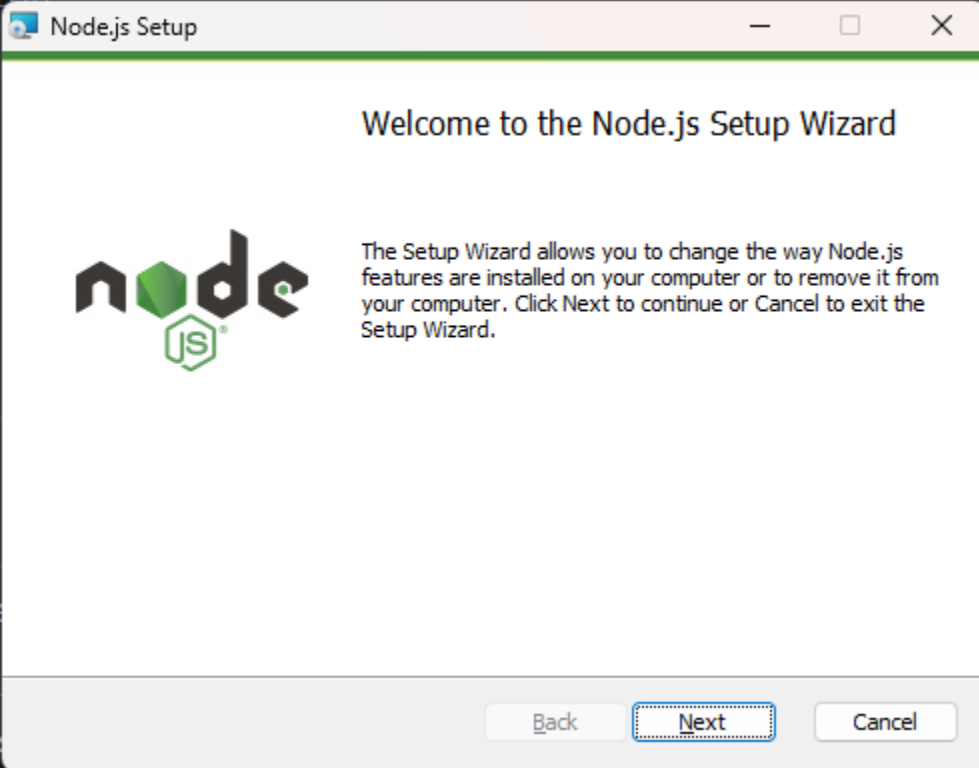 Node.js Setup
Welcome to the Node.js Setup Wizard
The Setup Wizard allows you to change the way Node.js
features are installed on your computer or to remove it from
your computer. Click Next to continue or Cancel to exit the
Setup Wizard.
node
JS®
Back
Next
Cancel